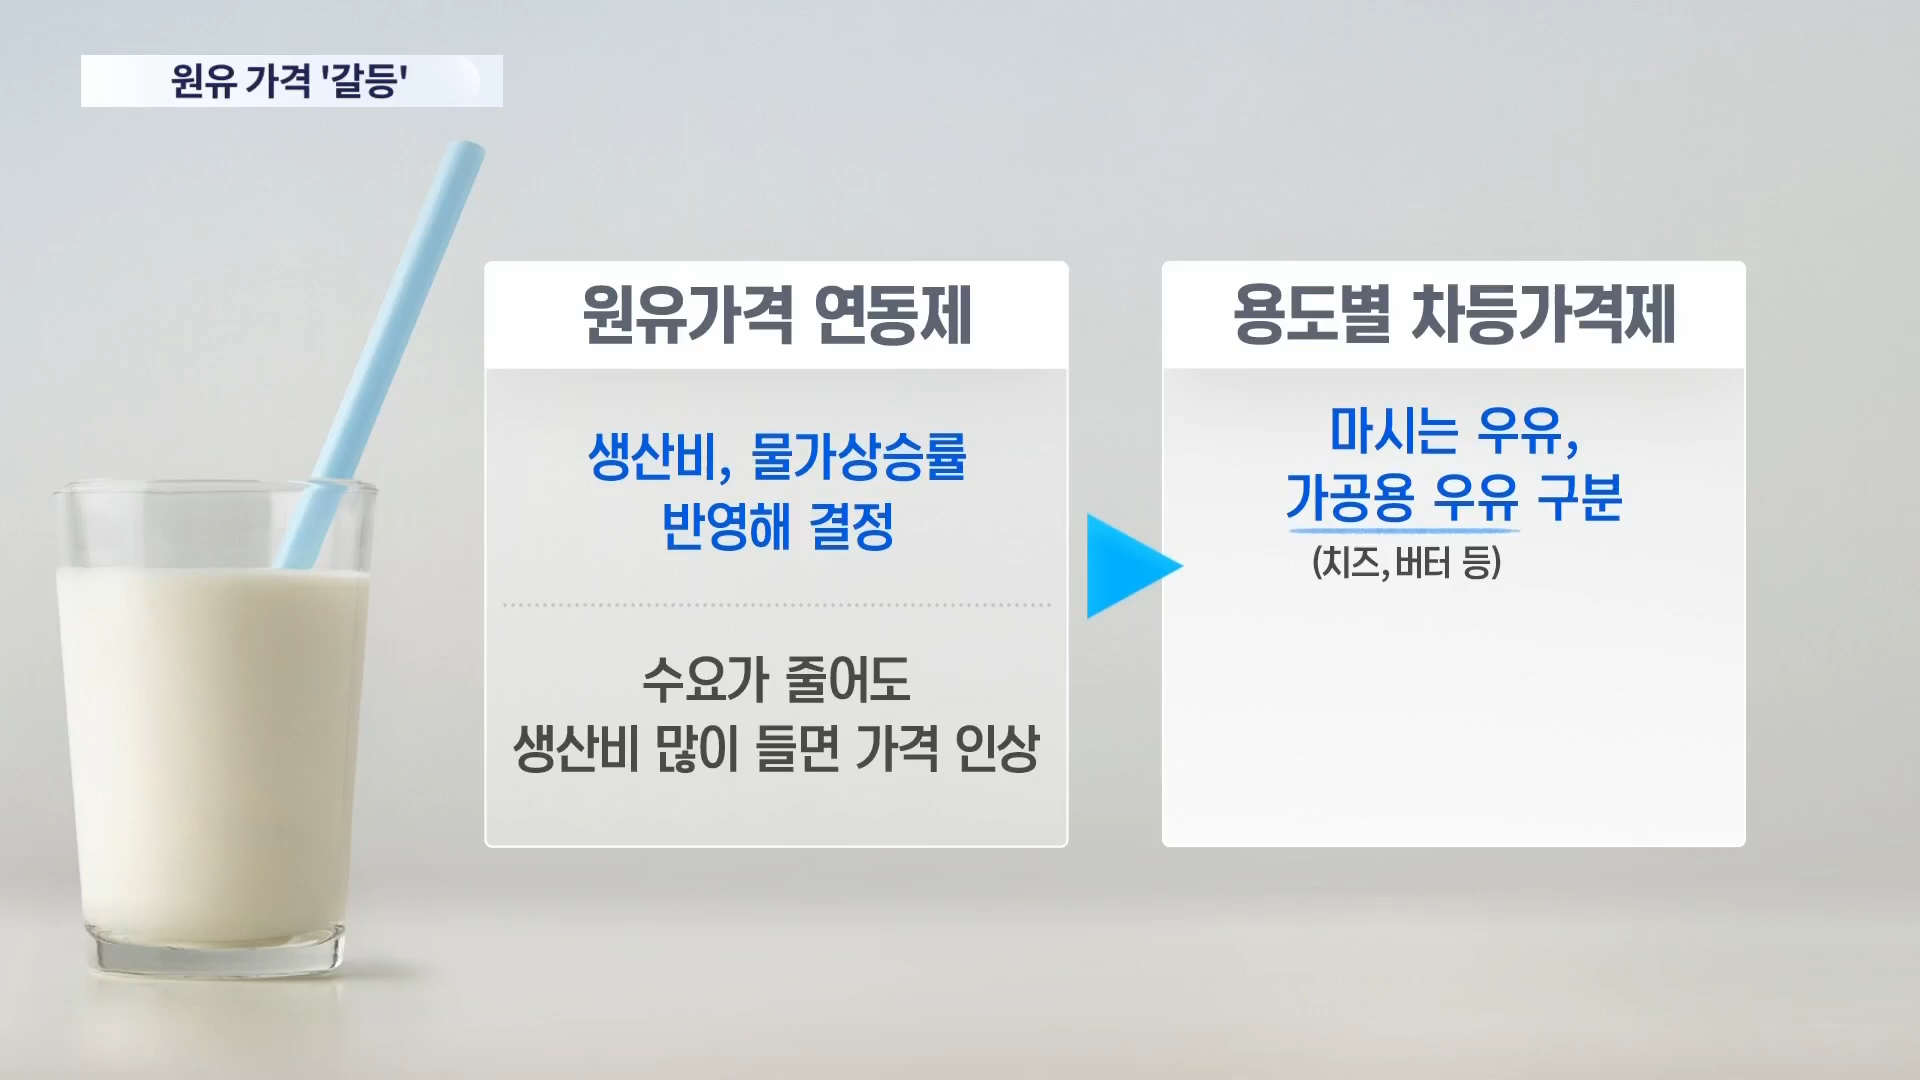 원유 가격 '갈등'
원유가격 연동제
생산비, 물가상승률
반영해 결정
수요가 줄어도
생산비 많이 들면 가격 인상
용도별 차등가격제
마시는 우유,
가공용 우유 구분
(치즈,버터 등)